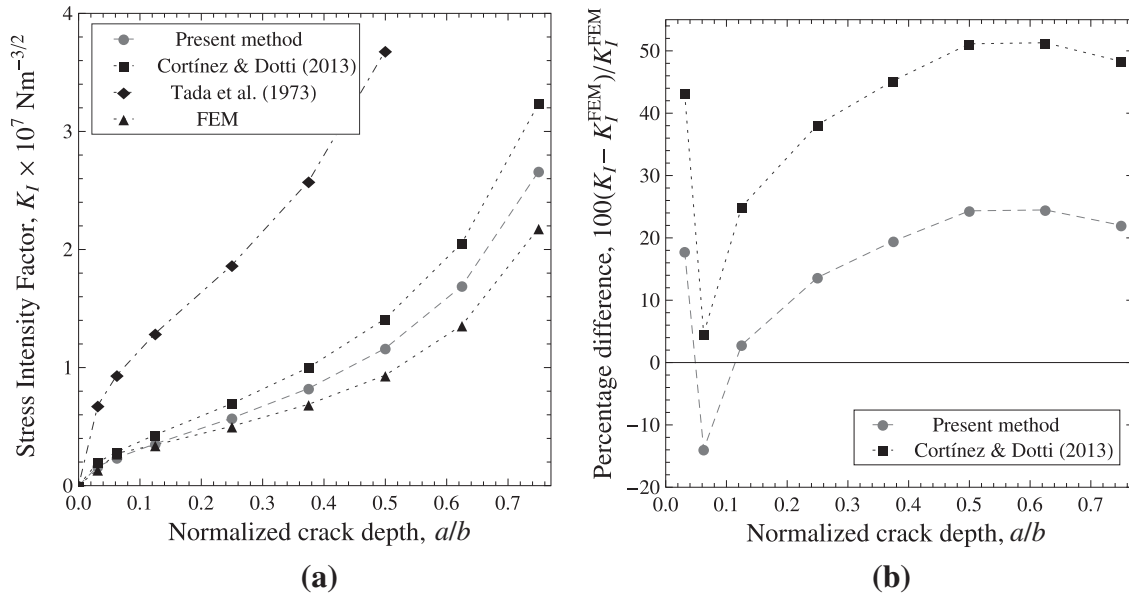 4
3
2
1
0
Stress Intensity Factor, K_I × 10^7 Nm^−3/2
Present method
Cortínez & Dotti (2013)
Tada et al. (1973)
FEM
0.0 0.1 0.2 0.3 0.4 0.5 0.6 0.7
Normalized crack depth, a/b
(a)
50
40
30
20
10
0
−10
−20
Percentage difference, 100(K_I − K_I^FEM)/K_I^FEM
Present method
Cortínez & Dotti (2013)
0.0 0.1 0.2 0.3 0.4 0.5 0.6 0.7
Normalized crack depth, a/b
(b)